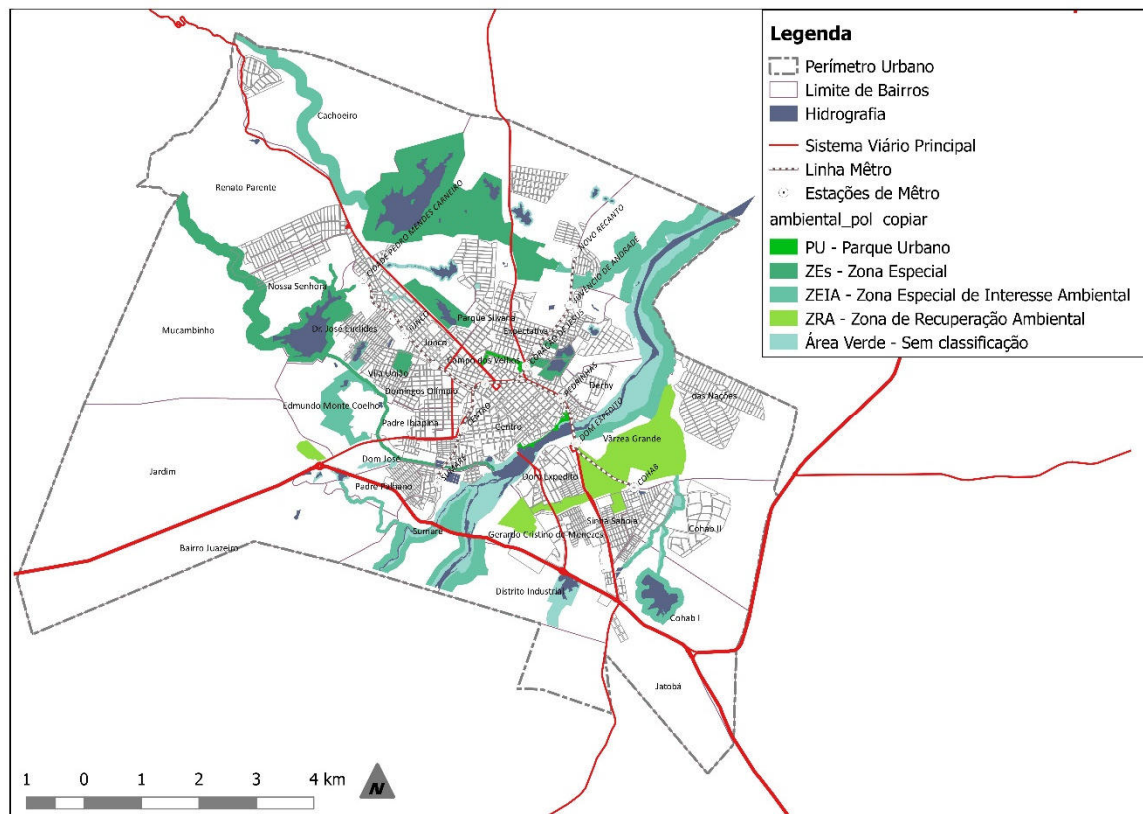 Legenda
Perímetro Urbano
Limite de Bairros
Hidrografia
Sistema Viário Principal
Linha Mêtro
Estações de Mêtro
ambiental_pol copiar
PU - Parque Urbano
ZEs - Zona Especial
ZEIA - Zona Especial de Interesse Ambiental
ZRA - Zona de Recuperação Ambiental
Área Verde - Sem classificação
Cachoeiro
Renato Parente
CIDADE PEDRO MENDES CARNEIRO
NOVO RECANTO
Nossa Senhora
Mucambinho
Dr. José Euclides
JUNCO
Junco
Parque Silvana
Expectativa
CORAÇÃO DE JESUS
Campo dos Velhos
Vila União
Domingos Olímpio
PEDRINHAS
Derby
das Nações
Edmundo Monte Coelho
Padre Ibiapina
Centro
DOM EXPEDITO
Várzea Grande
Jardim
Dom José
SUMARÉ
Padre Palhano
Dom Expedito
COHAB
Sinha Saboia
Cohab II
Sumaré
Gerardo Cristino de Menezes
Bairro Juazeiro
Distrito Industrial
Cohab I
Jatobá
1 0 1 2 3 4 km
N